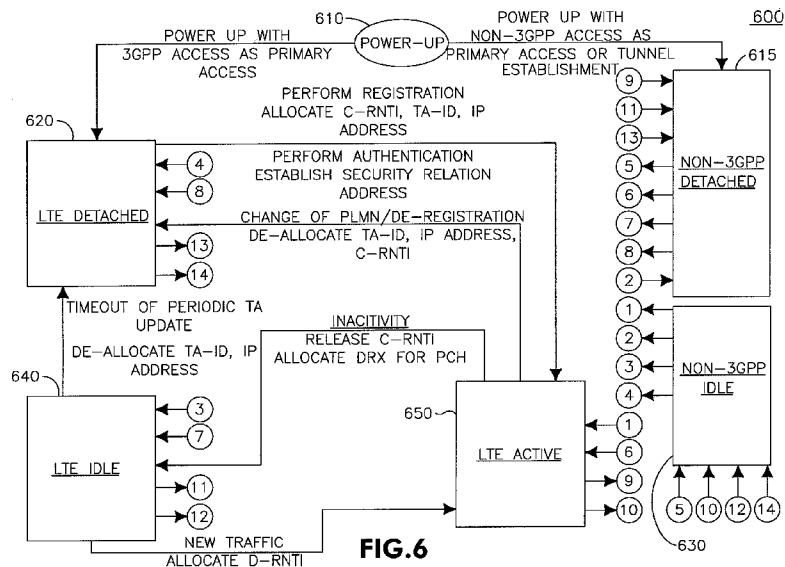 600
610
POWER-UP
POWER UP WITH
3GPP ACCESS AS PRIMARY
ACCESS
POWER UP WITH
NON-3GPP ACCESS AS
PRIMARY ACCESS OR TUNNEL
ESTABLISHMENT
615
9
11
13
5
6
7
8
2
NON-3GPP
DETACHED
620
LTE DETACHED
4
8
13
14
PERFORM REGISTRATION
ALLOCATE C-RNTI, TA-ID, IP
ADDRESS
PERFORM AUTHENTICATION
ESTABLISH SECURITY RELATION
ADDRESS
CHANGE OF PLMN/DE-REGISTRATION
DE-ALLOCATE TA-ID, IP ADDRESS,
C-RNTI
TIMEOUT OF PERIODIC TA
UPDATE
DE-ALLOCATE TA-ID, IP
ADDRESS
INACITIVITY
RELEASE C-RNTI
ALLOCATE DRX FOR PCH
1
2
3
4
NON-3GPP
IDLE
5
10
12
14
630
640
LTE IDLE
3
7
11
12
650
LTE ACTIVE
1
6
9
10
NEW TRAFFIC
ALLOCATE D-RNTI
FIG.6